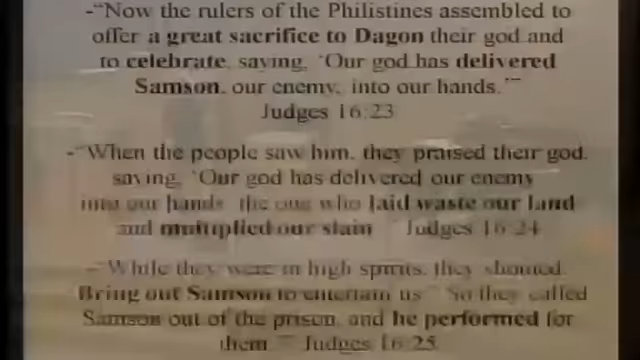 -"Now the rulers of the Philistines assembled to
offer a great sacrifice to Dagon their god and
to celebrate, saying, 'Our god has delivered
Samson, our enemy, into our hands.'"
Judges 16:23
-"When the people saw him, they praised their god,
saying, 'Our god has delivered our enemy
into our hands, the one who laid waste our land
and multiplied our slain.'" Judges 16:24
-"While they were in high spirits, they shouted,
'Bring out Samson to entertain us.' So they called
Samson out of the prison, and he performed for
them." Judges 16:25